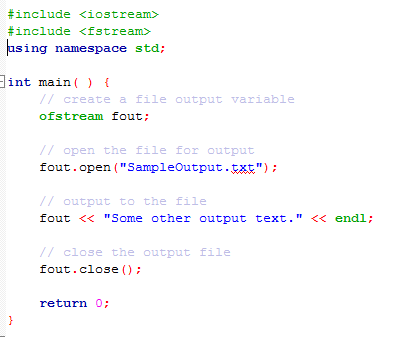 #include <iostream>
#include <fstream>
using namespace std;
int main( ) {
// create a file output variable
ofstream fout;
// open the file for output
fout.open("SampleOutput.txt");
// output to the file
fout << "Some other output text." << endl;
// close the output file
fout.close();
return 0;
}